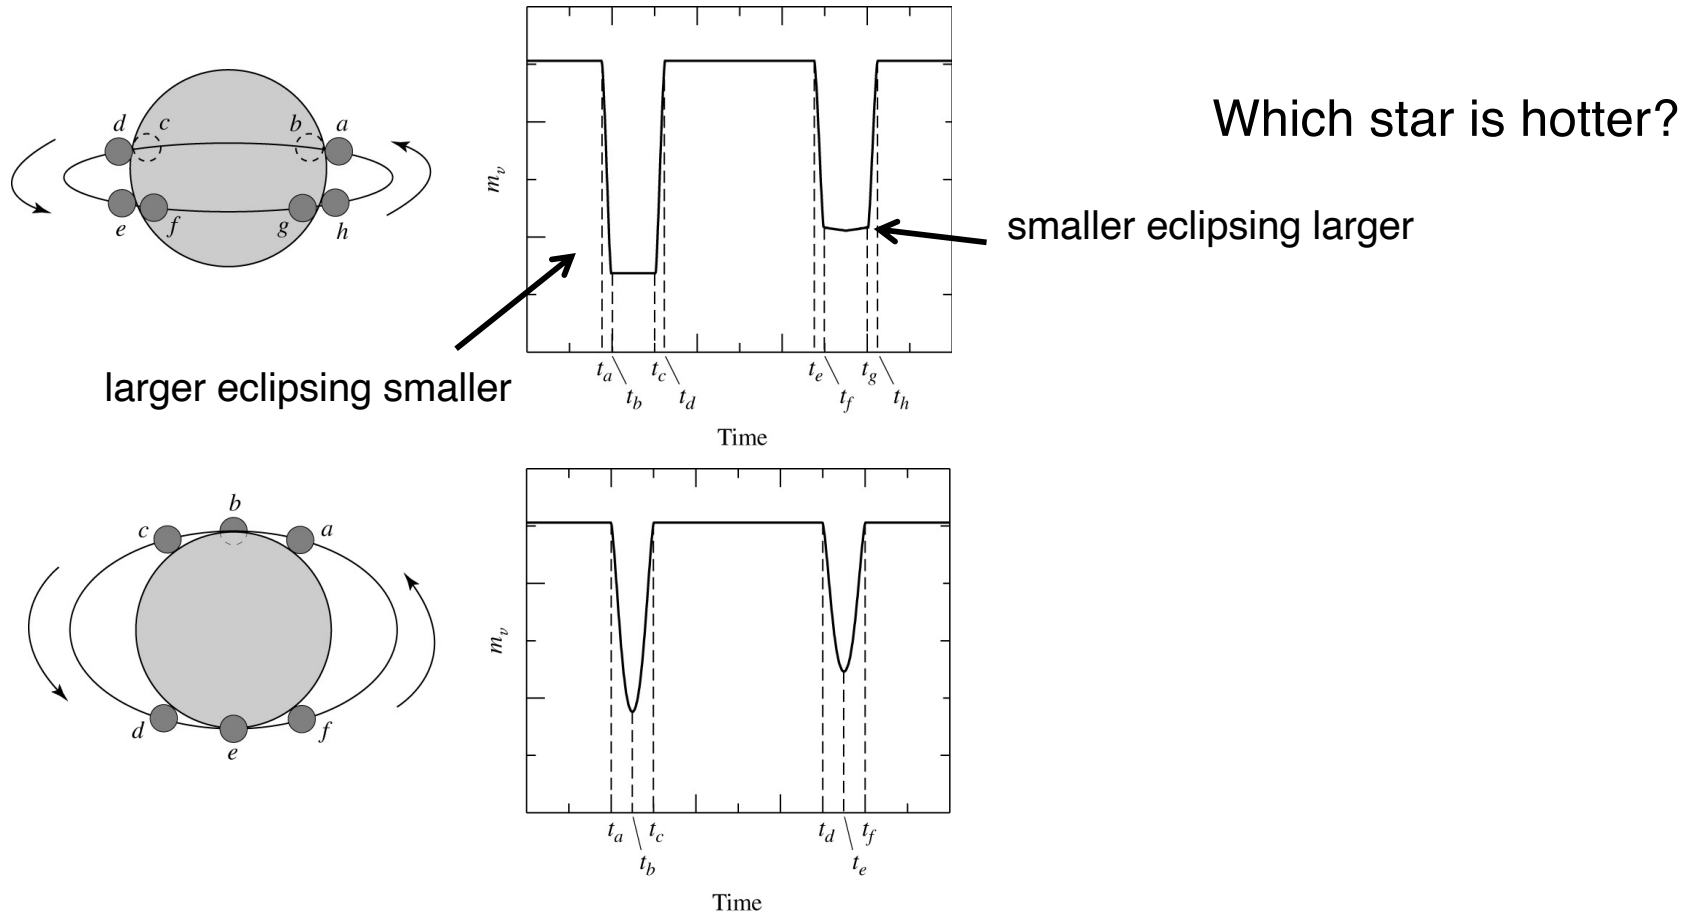 Which star is hotter?
d c b a
e f g h
m_v
smaller eclipsing larger
larger eclipsing smaller
t_a t_c t_e t_g
t_b t_d t_f t_h
Time
b
c a
d f
e
m_v
t_a t_c t_d t_f
t_b t_e
Time